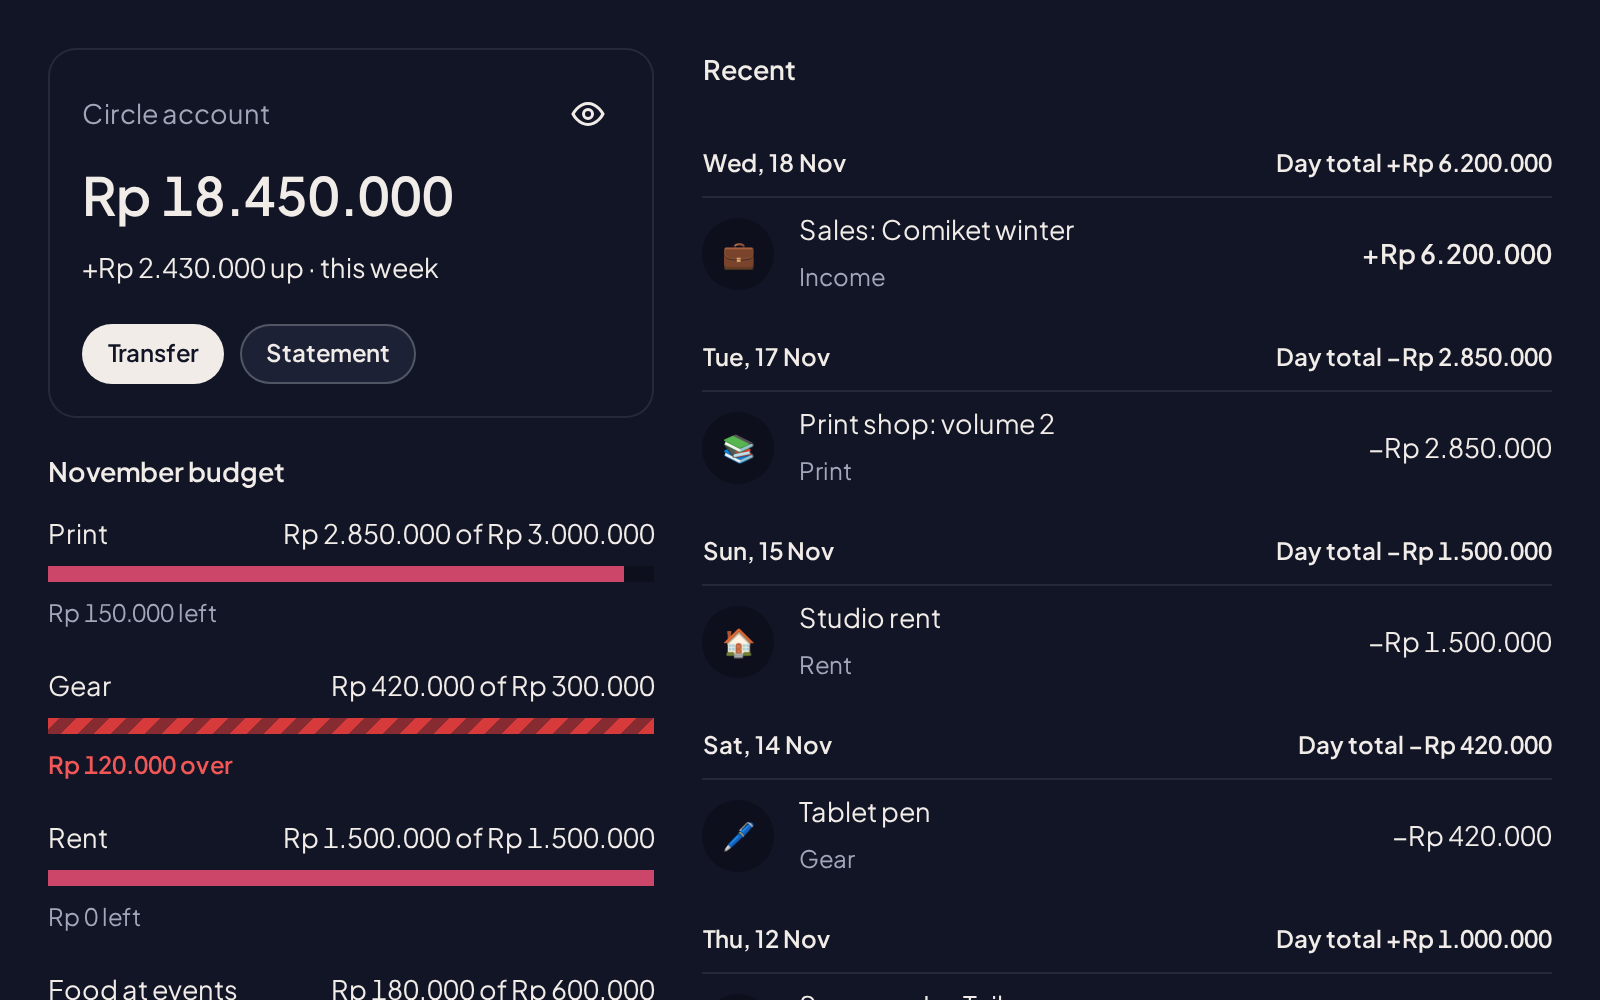 Circle account
Rp 18.450.000
+Rp 2.430.000 up · this week
Transfer
Statement
November budget
Print
Rp 2.850.000 of Rp 3.000.000
Rp 150.000 left
Gear
Rp 420.000 of Rp 300.000
Rp 120.000 over
Rent
Rp 1.500.000 of Rp 1.500.000
Rp 0 left
Food at events
Rp 180.000 of Rp 600.000
Recent
Wed, 18 Nov
Day total +Rp 6.200.000
Sales: Comiket winter
+Rp 6.200.000
Income
Tue, 17 Nov
Day total −Rp 2.850.000
Print shop: volume 2
−Rp 2.850.000
Print
Sun, 15 Nov
Day total −Rp 1.500.000
Studio rent
−Rp 1.500.000
Rent
Sat, 14 Nov
Day total −Rp 420.000
Tablet pen
−Rp 420.000
Gear
Thu, 12 Nov
Day total +Rp 1.000.000